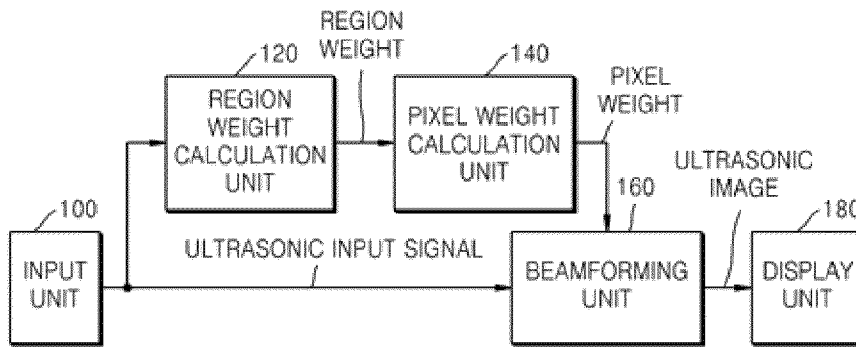 REGION
WEIGHT
120
140
REGION
WEIGHT
CALCULATION
UNIT
PIXEL WEIGHT
CALCULATION
UNIT
PIXEL
WEIGHT
ULTRASONIC
IMAGE
100
160
180
INPUT
UNIT
ULTRASONIC INPUT SIGNAL
BEAMFORMING
UNIT
DISPLAY
UNIT